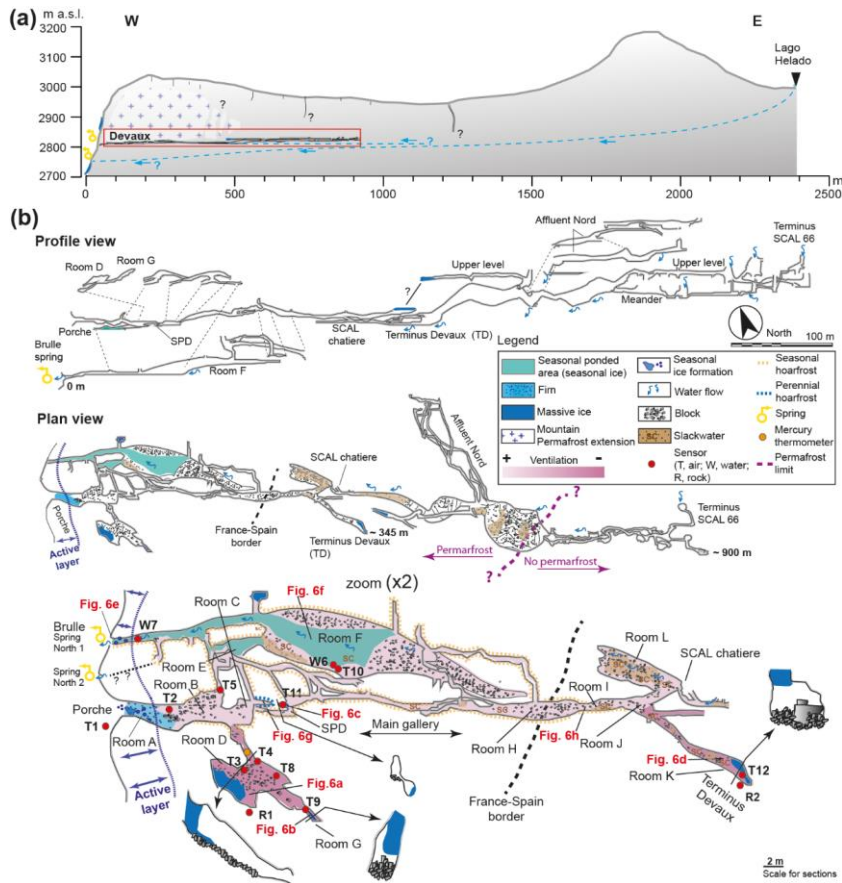 (a)
m a.s.l.
W
E
3200
3100
3000
2900
2800
2700
Lago
Helado
?
?
?
Devaux
?
?
0
500
1000
1500
2000
2500
m
(b)
Profile view
Room D
Room G
Porche
SPD
Brulle
spring
0 m
Room F
SCAL
chatiere
Terminus Devaux (TD)
?
Upper level
Affluent Nord
Upper level
Meander
Terminus
SCAL 66
North
100 m
Legend
Seasonal ponded
area (seasonal ice)
Firn
Massive ice
Mountain
Permafrost extension
+ Ventilation -
Seasonal
ice formation
Water flow
Block
SC
Slackwater
Sensor
(T, air; W, water;
R, rock)
Seasonal
hoarfrost
Perennial
hoarfrost
Spring
Mercury
thermometer
Permafrost
limit
Plan view
Porche
Active
layer
France-Spain
border
SCAL chatiere
Terminus Devaux
(TD)
~ 345 m
Affluent Nord
?
?
Permarfrost
No permarfrost
Terminus
SCAL 66
~ 900 m
zoom (x2)
Fig. 6e
Brulle
Spring
North 1
W7
Spring
North 2
? ?
Room C
Fig. 6f
Room F
SC
SC
W6
T10
Room E
Room B
T2
T5
T11
Fig. 6c
SPD
Fig. 6g
Porche
T1
Room A
Main gallery
Room D
T3
T4
T8
Fig. 6a
T9
R1
Fig. 6b
Room G
Active
layer
Room H
Fig. 6h
Room I
Room J
Room L
SCAL chatiere
France-Spain
border
Fig. 6d
Room K
T12
R2
Terminus
Devaux
2 m
Scale for sections